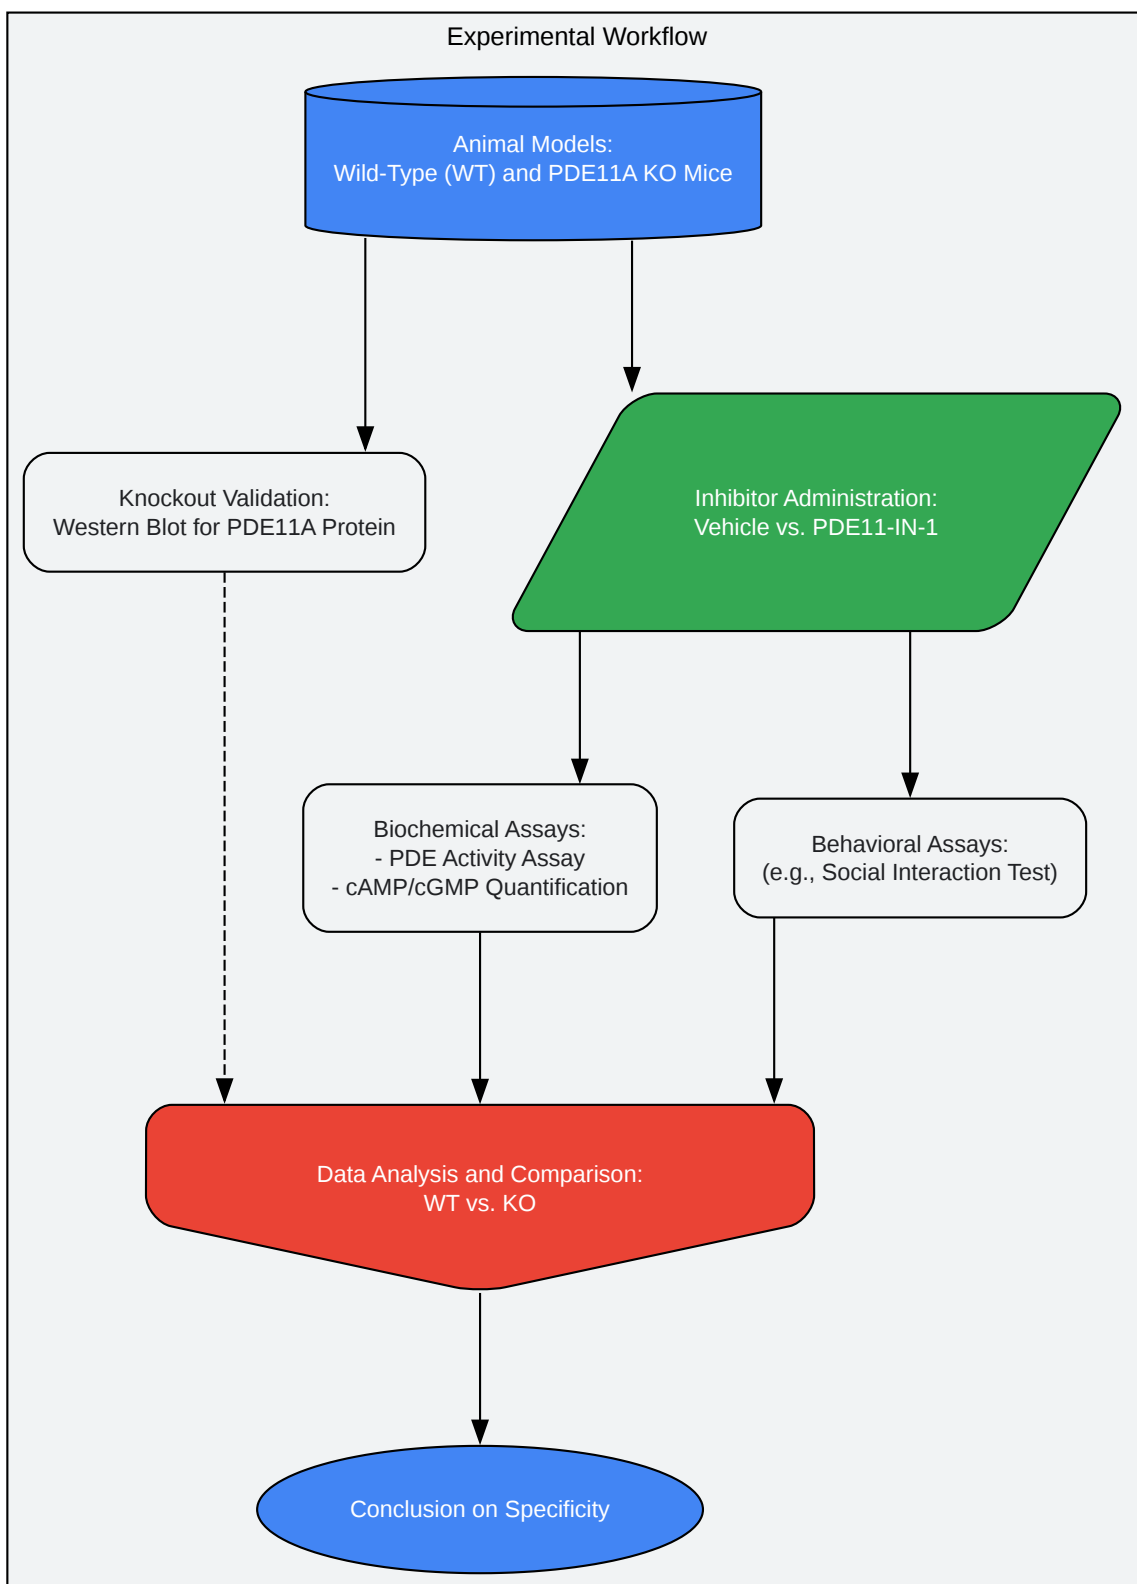 Experimental Workflow
Animal Models:
Wild-Type (WT) and PDE11A KO Mice
Knockout Validation:
Western Blot for PDE11A Protein
Inhibitor Administration:
Vehicle vs. PDE11-IN-1
Biochemical Assays:
- PDE Activity Assay
- cAMP/cGMP Quantification
Behavioral Assays:
(e.g., Social Interaction Test)
Data Analysis and Comparison:
WT vs. KO
Conclusion on Specificity